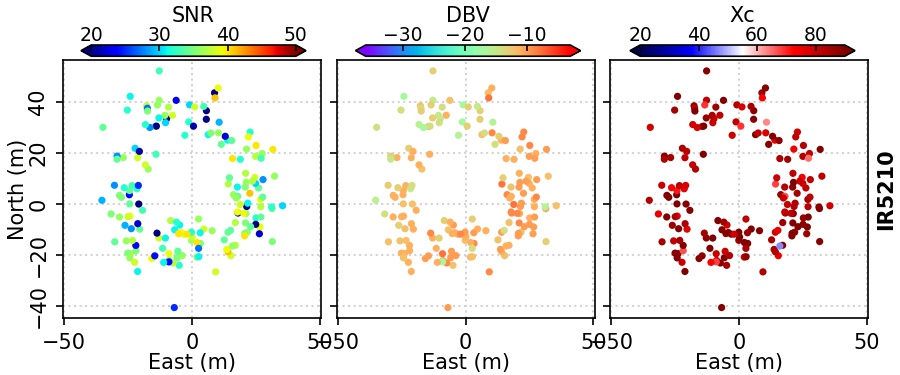 SNR DBV Xc
20 30 40 50 −30 −20 −10 20 40 60 80
North (m)
40
20
0
−20
−40
−50 0 50 −50 0 50 −50 0 50
East (m) East (m) East (m)
IR5210